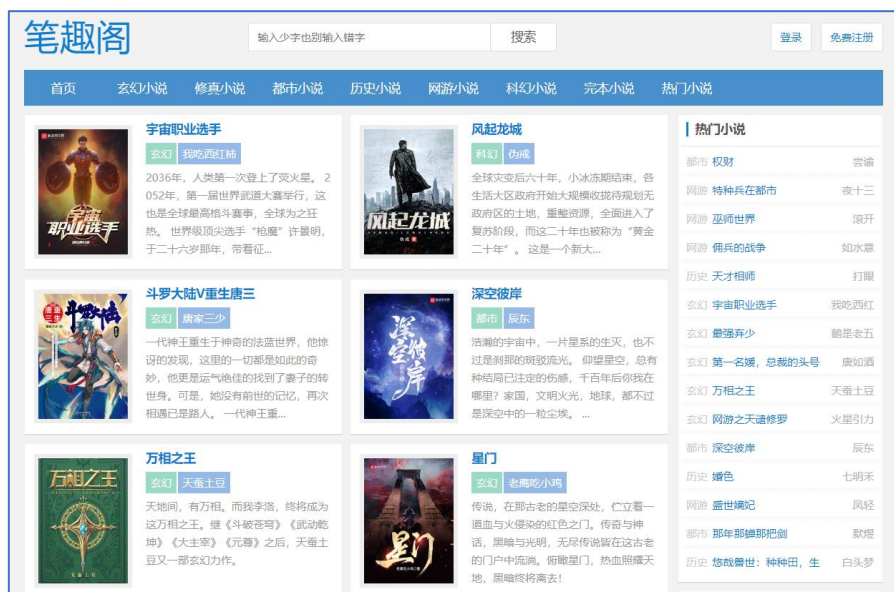 笔趣阁
输入少字也别输入错字
搜索
登录
免费注册
首页 玄幻小说 修真小说 都市小说 历史小说 网游小说 科幻小说 完本小说 热门小说
宇宙职业选手
玄幻 我吃西红柿
2036年，人类第一次登上了荧火星。 2
052年，第一届世界武道大赛举行，这
也是全球最高格斗赛事，全球为之狂
热。 世界级顶尖选手“枪魔”许景明，
于二十六岁那年，带着征...
宇宙
职业选手
风起龙城
科幻 伪戒
全球灾变后六十年，小冰冻期结束，各
生活大区政府开始大规模收拢待规划无
政府区的土地，重整资源，全面进入了
复苏阶段，而这二十年也被称为“黄金
二十年”。 这是一个新大...
风起龙城
斗罗大陆V重生唐三
玄幻 唐家三少
一代神王重生于神奇的法蓝世界，他惊
讶的发现，这里的一切都是如此的奇
妙，他更是运气绝佳的找到了妻子的转
世身。可是，她没有前世的记忆，再次
相遇已是路人。 一代神王重...
斗罗大陆
深空彼岸
都市 辰东
浩瀚的宇宙中，一片星系的生灭，也不
过是刹那的斑驳流光。 仰望星空，总有
种结局已注定的伤感，千百年后你我在
哪里？家国，文明火光，地球，都不过
是深空中的一粒尘埃。 ...
深空彼岸
万相之王
玄幻 天蚕土豆
天地间，有万相。而我李洛，终将成为
这万相之王。继《斗破苍穹》《武动乾
坤》《大主宰》《元尊》之后，天蚕土
豆又一部玄幻力作。
万相之王
星门
玄幻 老鹰吃小鸡
传说，在那古老的星空深处，伫立着一
道血与火侵染的红色之门。传奇与神
话，黑暗与光明，无尽传说皆在这古老
的门户中流淌。俯瞰星门，热血照耀天
地，黑暗终将离去！
星门
热门小说
都市 权财 尝谕
网游 特种兵在都市 夜十三
网游 巫师世界 滚开
网游 佣兵的战争 如水意
历史 天才相师 打眼
玄幻 宇宙职业选手 我吃西红
玄幻 最强弃少 鹅是老五
玄幻 第一名媛，总裁的头号 唐如酒
玄幻 万相之王 天蚕土豆
玄幻 网游之天谴修罗 火星引力
都市 深空彼岸 辰东
历史 婚色 七明禾
网游 盛世嫡妃 凤轻
都市 那年那蝉那把剑 默煜
历史 悠哉兽世：种种田，生 白头梦